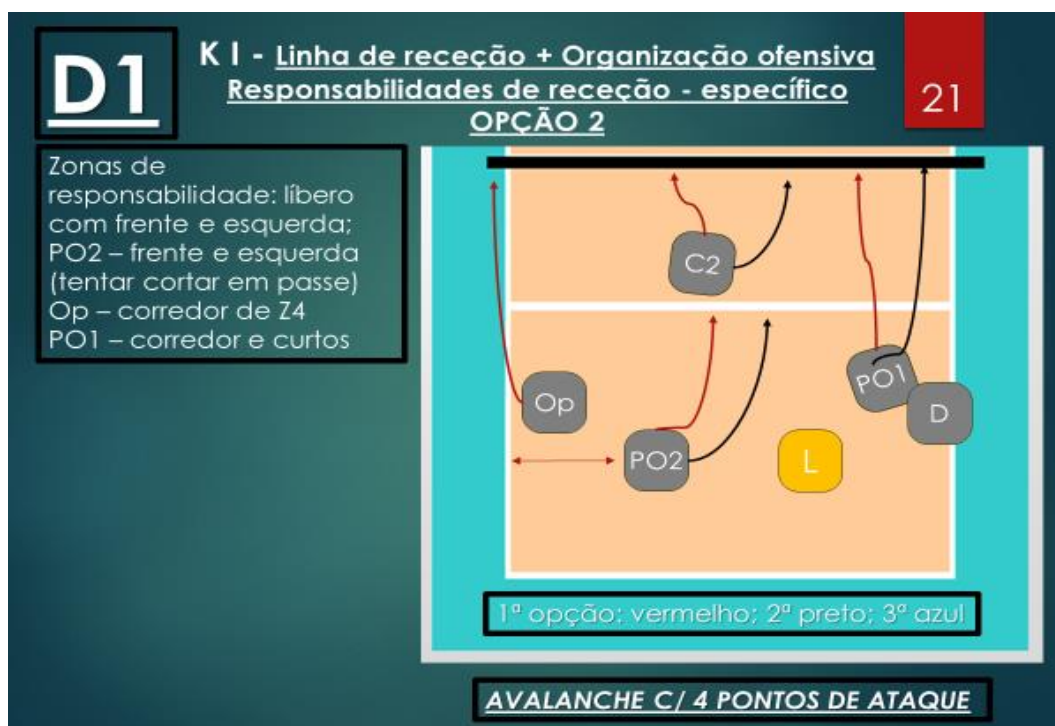 D1
K I - Linha de receção + Organização ofensiva
Responsabilidades de receção - específico
OPÇÃO 2
21
Zonas de
responsabilidade: líbero
com frente e esquerda;
PO2 – frente e esquerda
(tentar cortar em passe)
Op – corredor de Z4
PO1 – corredor e curtos
C2
PO1
Op
D
PO2
L
1ª opção: vermelho; 2ª preto; 3ª azul
AVALANCHE C/ 4 PONTOS DE ATAQUE